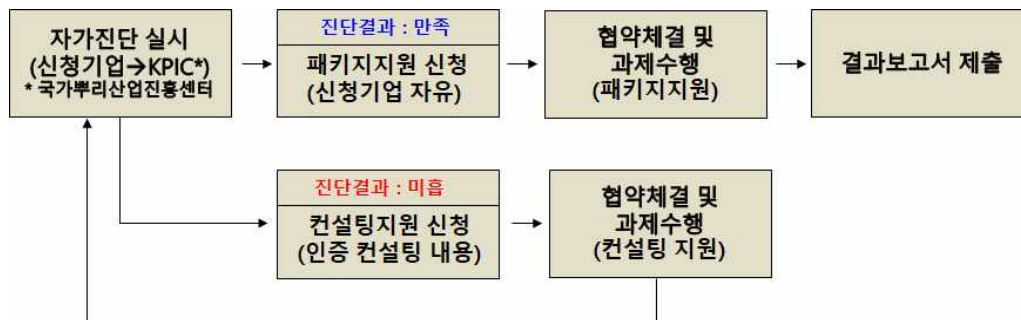 자가진단 실시
(신청기업→KPIC*)
* 국가뿌리산업진흥센터
진단결과 : 만족
패키지지원 신청
(신청기업 자유)
협약체결 및
과제수행
(패키지지원)
결과보고서 제출
진단결과 : 미흡
컨설팅지원 신청
(인증 컨설팅 내용)
협약체결 및
과제수행
(컨설팅 지원)